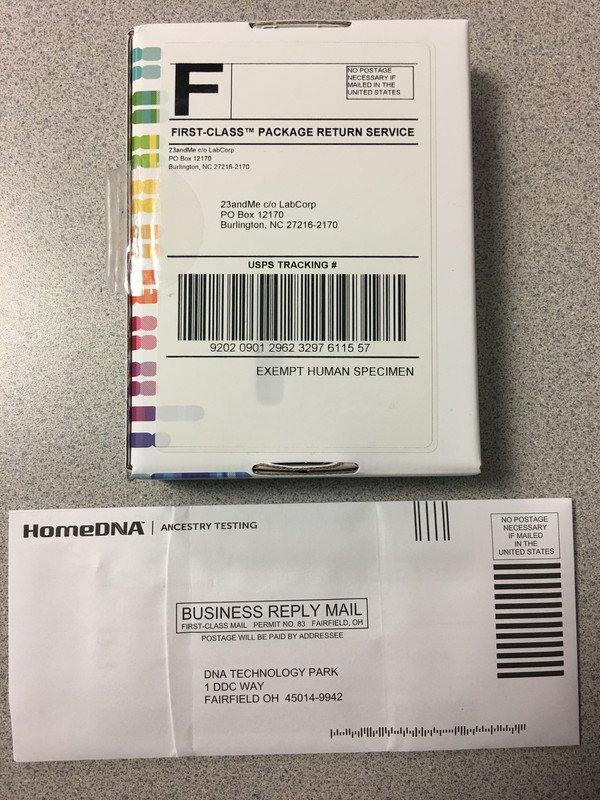 F
NO POSTAGE
NECESSARY IF
MAILED IN THE
UNITED STATES
FIRST-CLASS™ PACKAGE RETURN SERVICE
23andMe c/o LabCorp
PO Box 12170
Burlington, NC 27216-2170
23andMe c/o LabCorp
PO Box 12170
Burlington, NC 27216-2170
USPS TRACKING #
9202 0901 2962 3297 6115 57
EXEMPT HUMAN SPECIMEN
HomeDNA™ | ANCESTRY TESTING
NO POSTAGE
NECESSARY
IF MAILED
IN THE
UNITED STATES
BUSINESS REPLY MAIL
FIRST-CLASS MAIL PERMIT NO. 83 FAIRFIELD, OH
POSTAGE WILL BE PAID BY ADDRESSEE
DNA TECHNOLOGY PARK
1 DDC WAY
FAIRFIELD OH 45014-9942